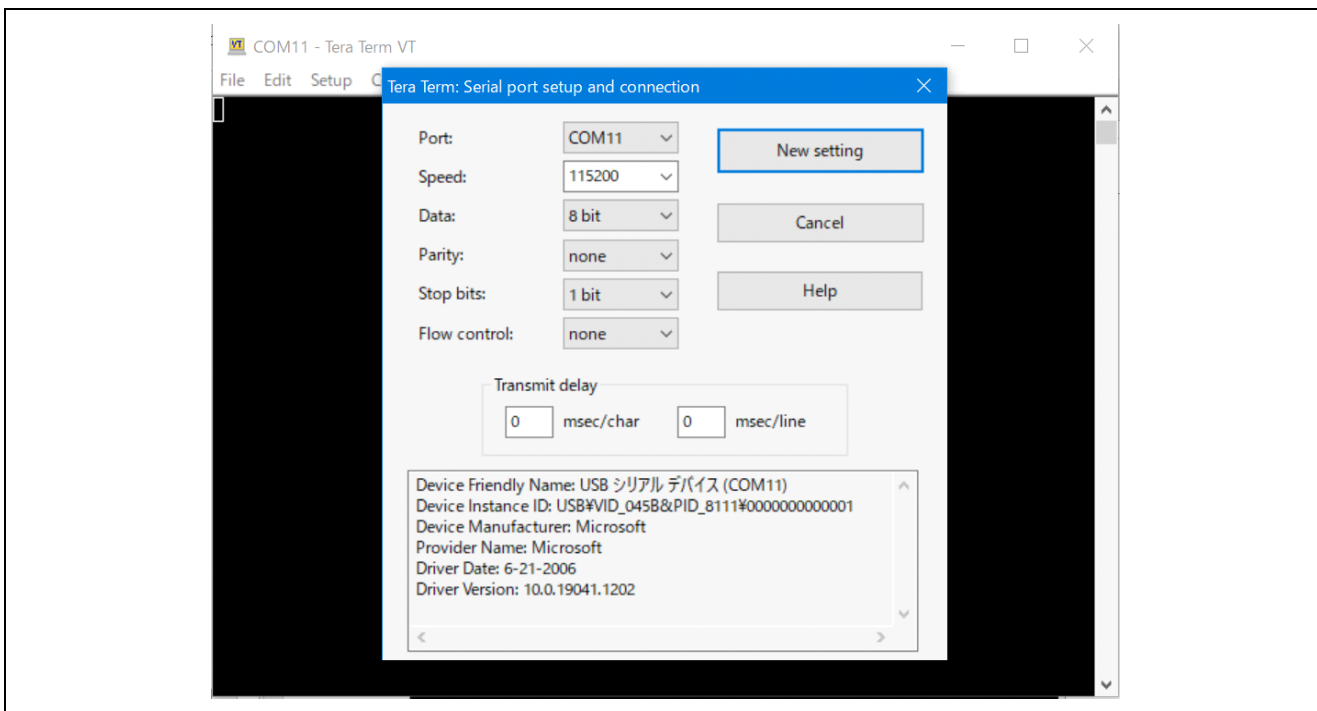 VT COM11 - Tera Term VT
File Edit Setup C
Tera Term: Serial port setup and connection
Port: COM11 New setting
Speed: 115200
Data: 8 bit Cancel
Parity: none
Stop bits: 1 bit Help
Flow control: none
Transmit delay
0 msec/char 0 msec/line
Device Friendly Name: USB シリアル デバイス (COM11)
Device Instance ID: USB¥VID_045B&PID_8111¥0000000000001
Device Manufacturer: Microsoft
Provider Name: Microsoft
Driver Date: 6-21-2006
Driver Version: 10.0.19041.1202